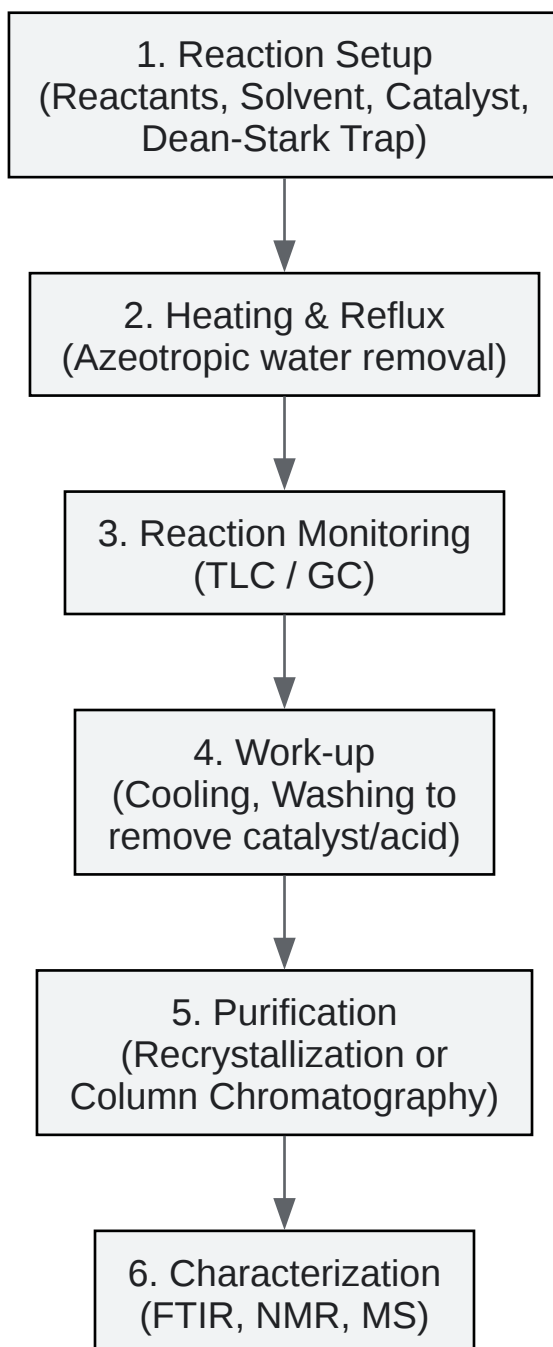 1. Reaction Setup
(Reactants, Solvent, Catalyst,
Dean-Stark Trap)
2. Heating & Reflux
(Azeotropic water removal)
3. Reaction Monitoring
(TLC / GC)
4. Work-up
(Cooling, Washing to
remove catalyst/acid)
5. Purification
(Recrystallization or
Column Chromatography)
6. Characterization
(FTIR, NMR, MS)